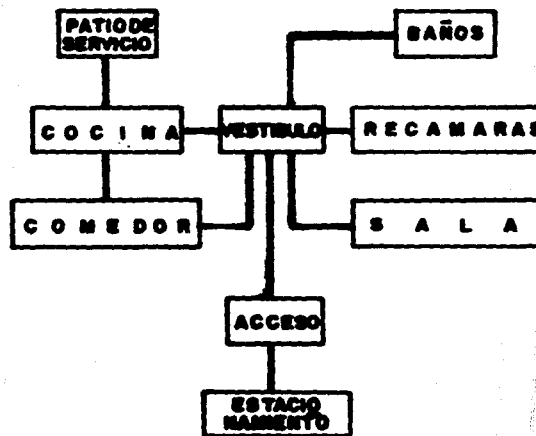 PATIO DE
SERVICIO
BAÑOS
COCINA
VESTIBULO
RECAMARAS
COMEDOR
SALA
ACCESO
ESTACIO
NAMIENTO